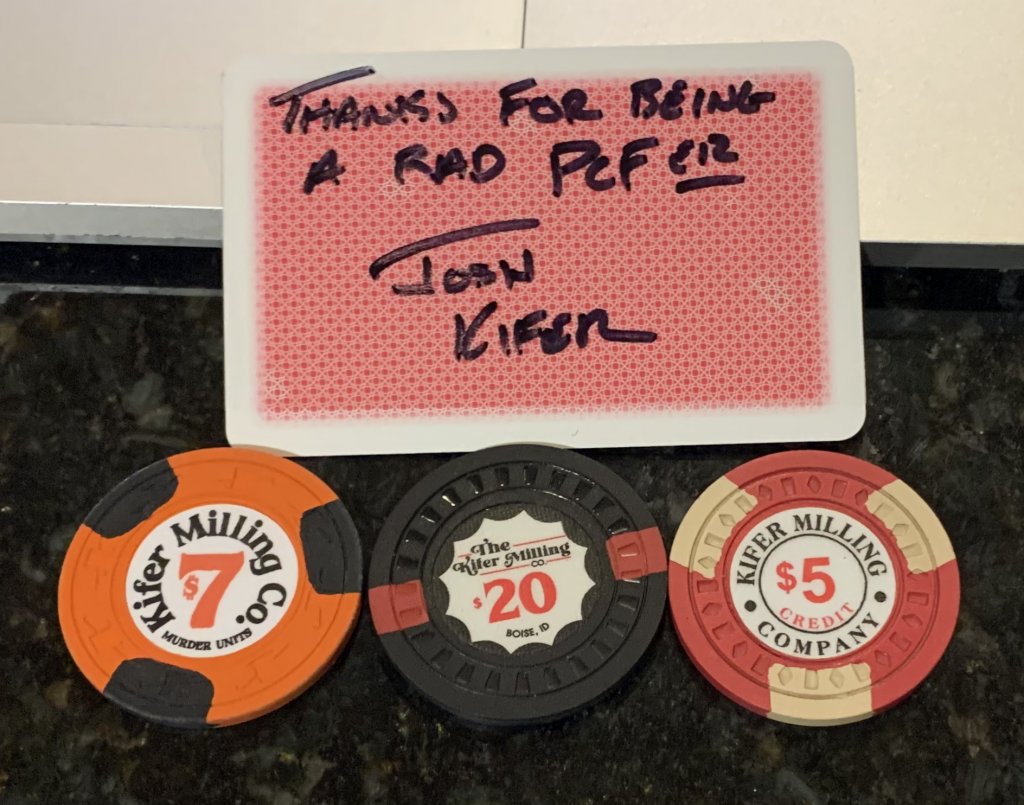 THANKS FOR BEING
A RAD PCFER
JOSH
KIFER
Kifer Milling Co.
$7
MURDER UNITS
The
Kifer Milling
CO.
$20
BOISE, ID
KIFER MILLING
$5
CREDIT
COMPANY